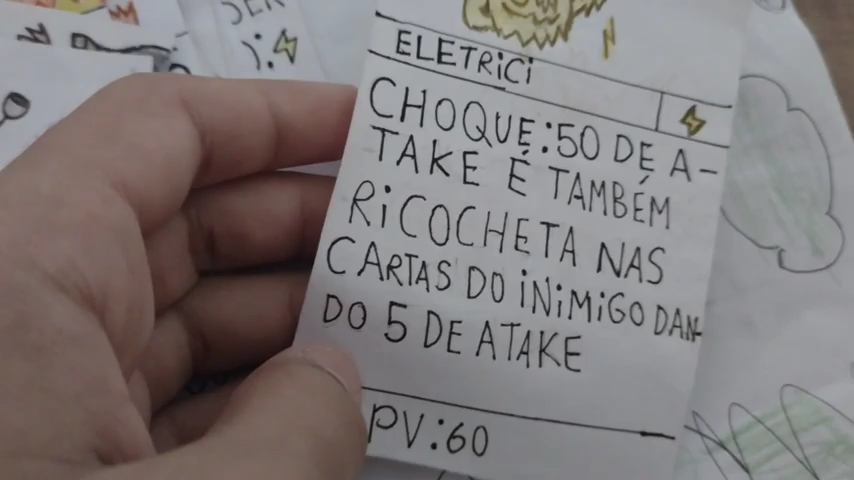 ELETRiCi
CHOQUE:50 DE A-
TAKE É TAMBÉM
RiCOCHETA NAS
CARTAS DO iNiMiGO DAN-
DO 5 DE ATAKE
PV:60